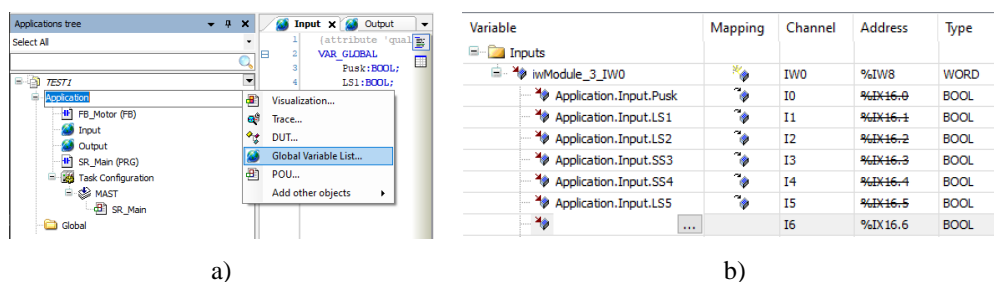 Applications tree
Select All
TEST1
Application
FB_Motor (FB)
Input
Output
SR_Main (PRG)
Task Configuration
MAST
SR_Main
Global
Input Output
1 {attribute 'qual
2 VAR_GLOBAL
3 Pusk:BOOL;
4 LS1:BOOL;
Visualization...
Trace...
DUT...
Global Variable List...
POU...
Add other objects
a)
Variable Mapping Channel Address Type
Inputs
iwModule_3_IW0 IW0 %IW8 WORD
Application.Input.Pusk I0 %IX16.0 BOOL
Application.Input.LS1 I1 %IX16.1 BOOL
Application.Input.LS2 I2 %IX16.2 BOOL
Application.Input.SS3 I3 %IX16.3 BOOL
Application.Input.SS4 I4 %IX16.4 BOOL
Application.Input.LS5 I5 %IX16.5 BOOL
... I6 %IX16.6 BOOL
b)